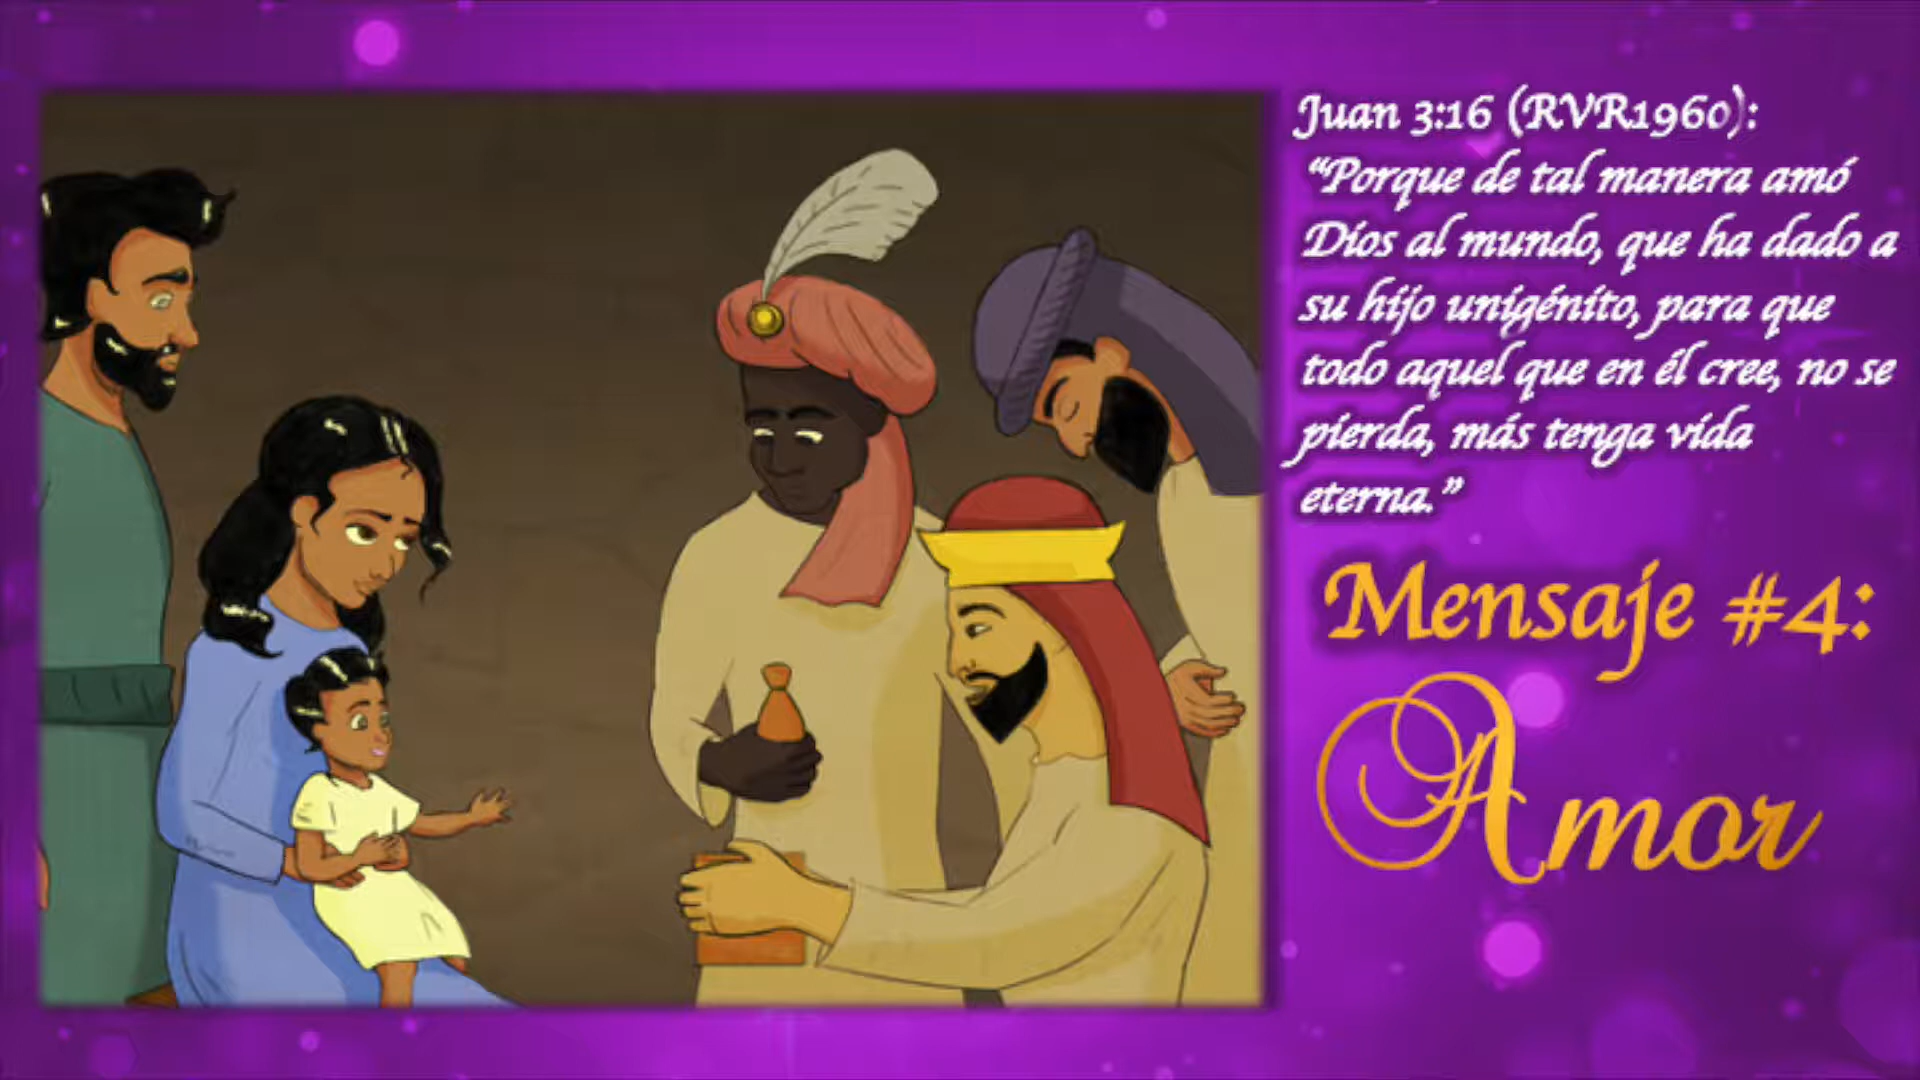 Juan 3:16 (RVR1960):
“Porque de tal manera amó
Dios al mundo, que ha dado a
su hijo unigénito, para que
todo aquel que en él cree, no se
pierda, más tenga vida
eterna.”
Mensaje #4:
Amor